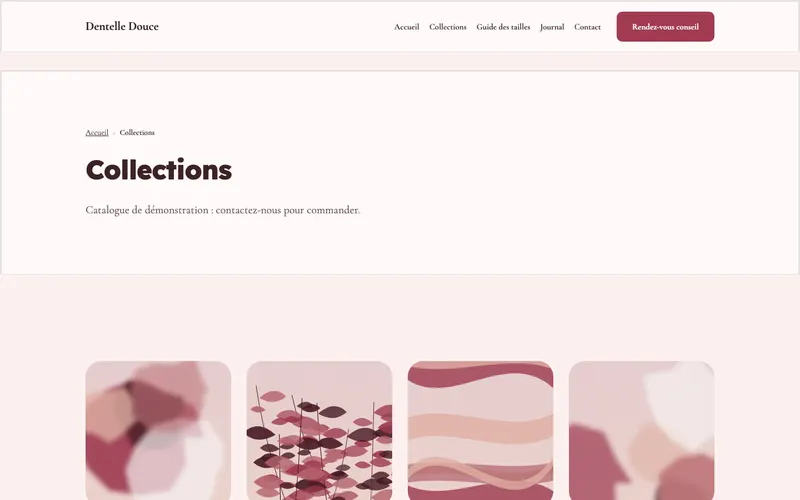 Dentelle Douce
Accueil Collections Guide des tailles Journal Contact Rendez-vous conseil
Accueil › Collections
Collections
Catalogue de démonstration : contactez-nous pour commander.